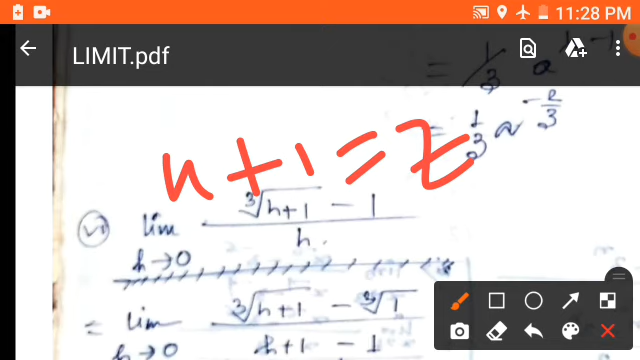 11:28 PM
LIMIT.pdf
= 1/3 a
= 1/3 a^(-2/3)
h+1=z
(vi) lim h→0 (∛(h+1) - 1)/h.
= lim h→0 (∛(h+1) - ∛1)/(h+1 - 1)